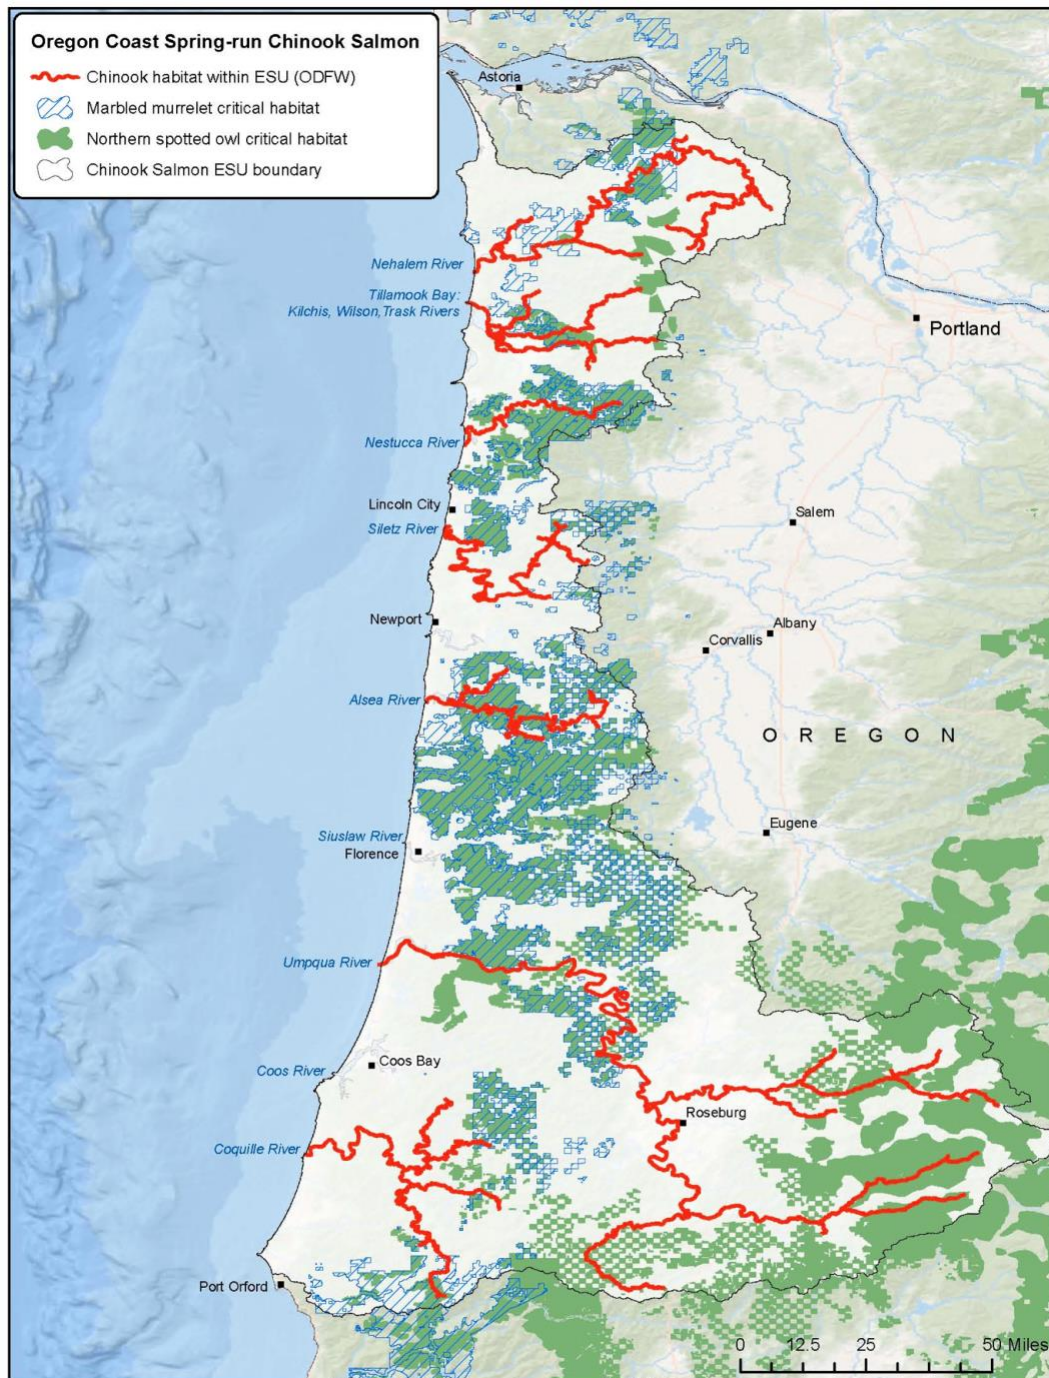 Oregon Coast Spring-run Chinook Salmon
Chinook habitat within ESU (ODFW)
Marbled murrelet critical habitat
Northern spotted owl critical habitat
Chinook Salmon ESU boundary
Astoria
Nehalem River
Tillamook Bay:
Kilchis, Wilson,Trask Rivers
Portland
Nestucca River
Lincoln City
Siletz River
Salem
Newport
Albany
Corvallis
Alsea River
OREGON
Eugene
Siuslaw River
Florence
Umpqua River
Coos Bay
Coos River
Roseburg
Coquille River
Port Orford
0 12.5 25 50 Miles